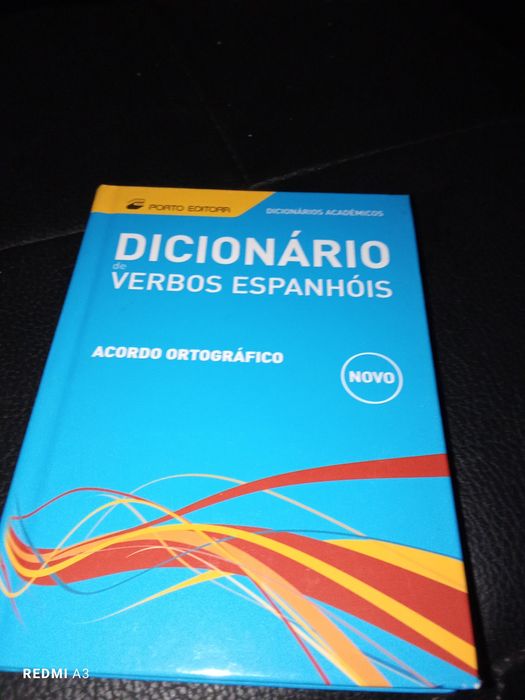 PORTO EDITORA
DICIONÁRIOS ACADÉMICOS
DICIONÁRIO
de
VERBOS ESPANHÓIS
ACORDO ORTOGRÁFICO
NOVO
REDMI A3